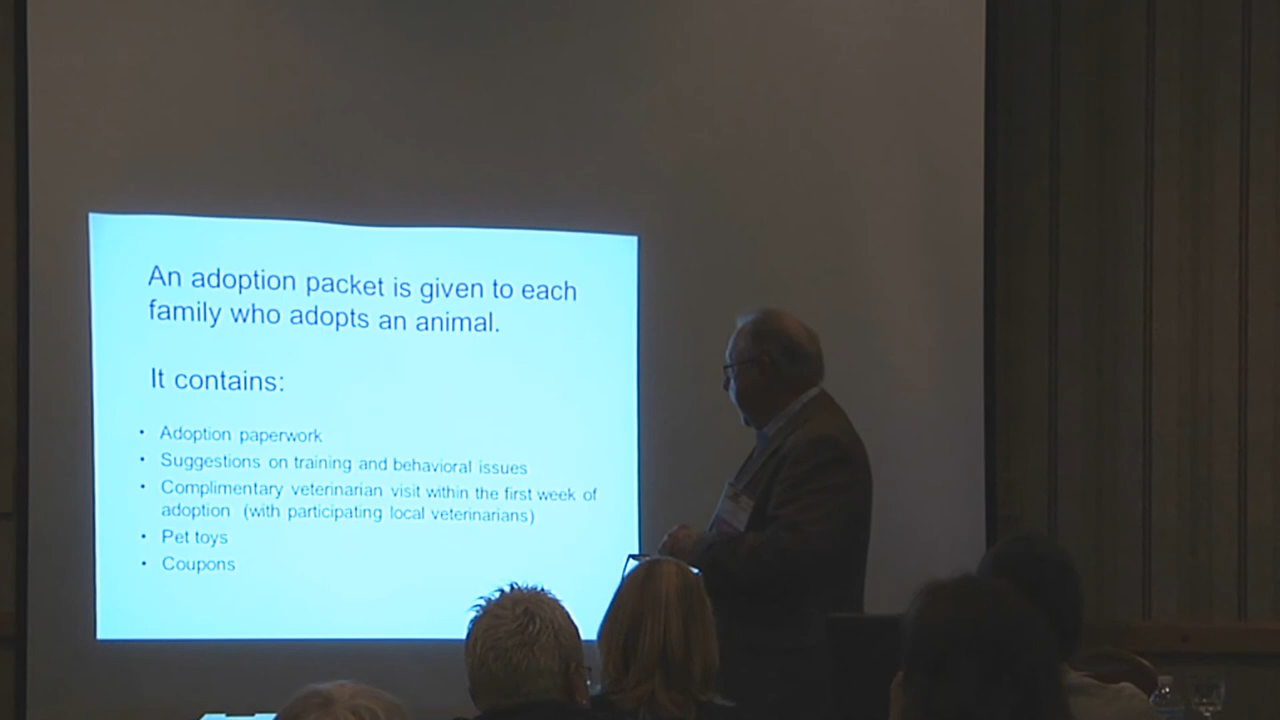 An adoption packet is given to each
family who adopts an animal.
It contains:
• Adoption paperwork
• Suggestions on training and behavioral issues
• Complimentary veterinarian visit within the first week of
adoption (with participating local veterinarians)
• Pet toys
• Coupons